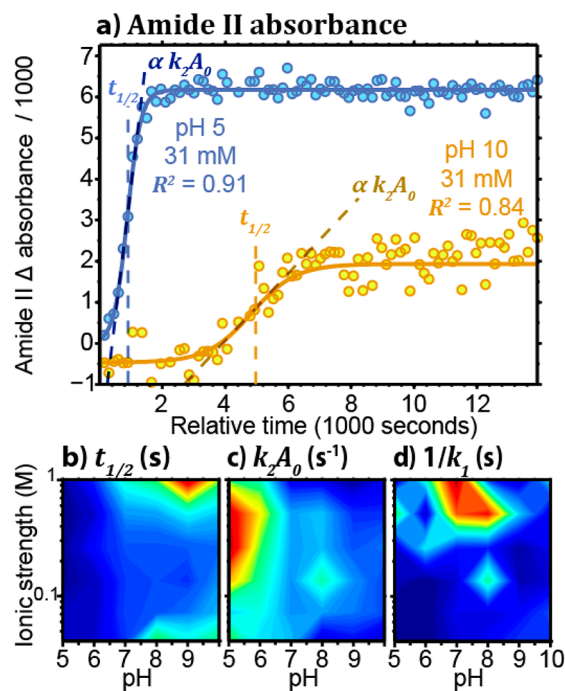 a) Amide II absorbance
α k₂A₀
t₁/₂
pH 5
31 mM
R² = 0.91
pH 10
31 mM
R² = 0.84
α k₂A₀
t₁/₂
Amide II Δ absorbance / 1000
7
6
5
4
3
2
1
0
−1
2 4 6 8 10 12
Relative time (1000 seconds)
b) t₁/₂ (s) c) k₂A₀ (s⁻¹) d) 1/k₁ (s)
Ionic strength (M)
1
0.1
5 6 7 8 9 5 6 7 8 9 5 6 7 8 9 10
pH pH pH